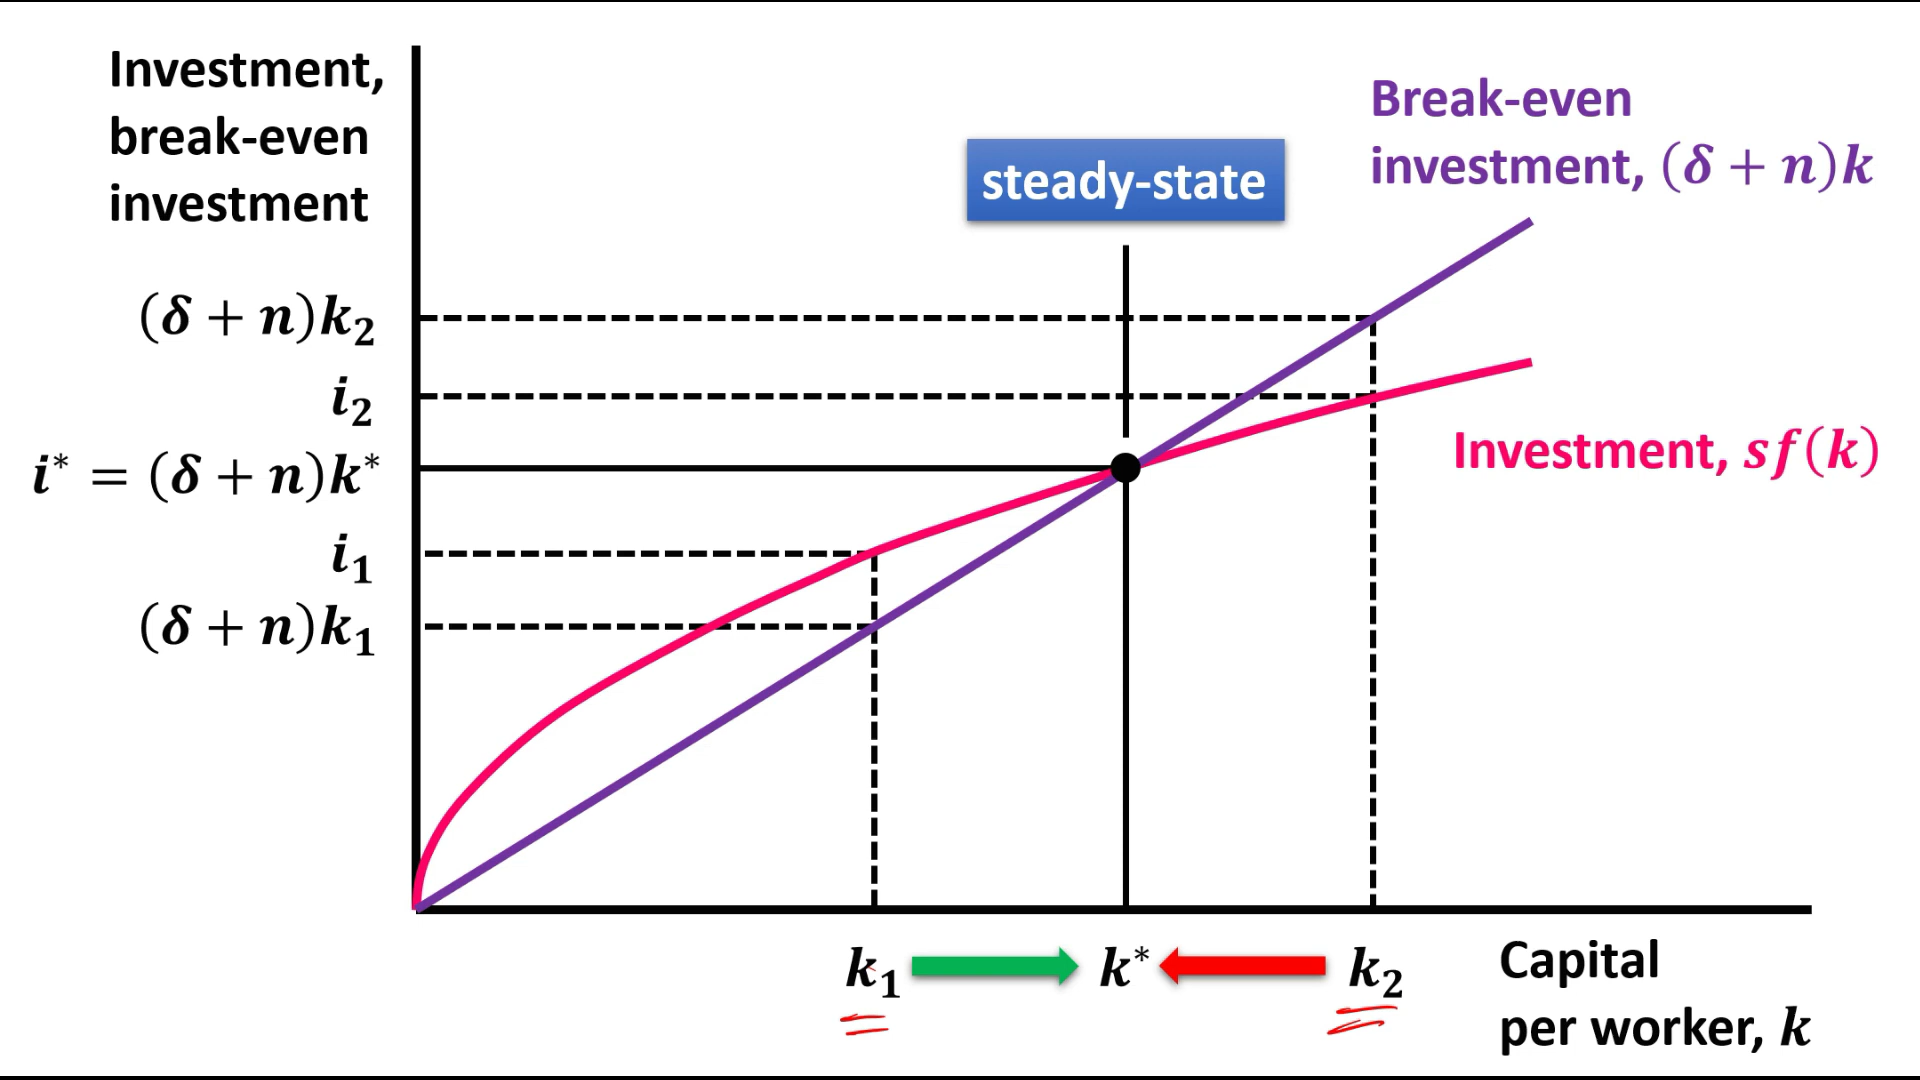 Investment,
break-even
investment
steady-state
Break-even
investment, (δ + n)k
(δ + n)k₂
i₂
i* = (δ + n)k*
i₁
(δ + n)k₁
Investment, sf(k)
k₁
k*
k₂
Capital
per worker, k